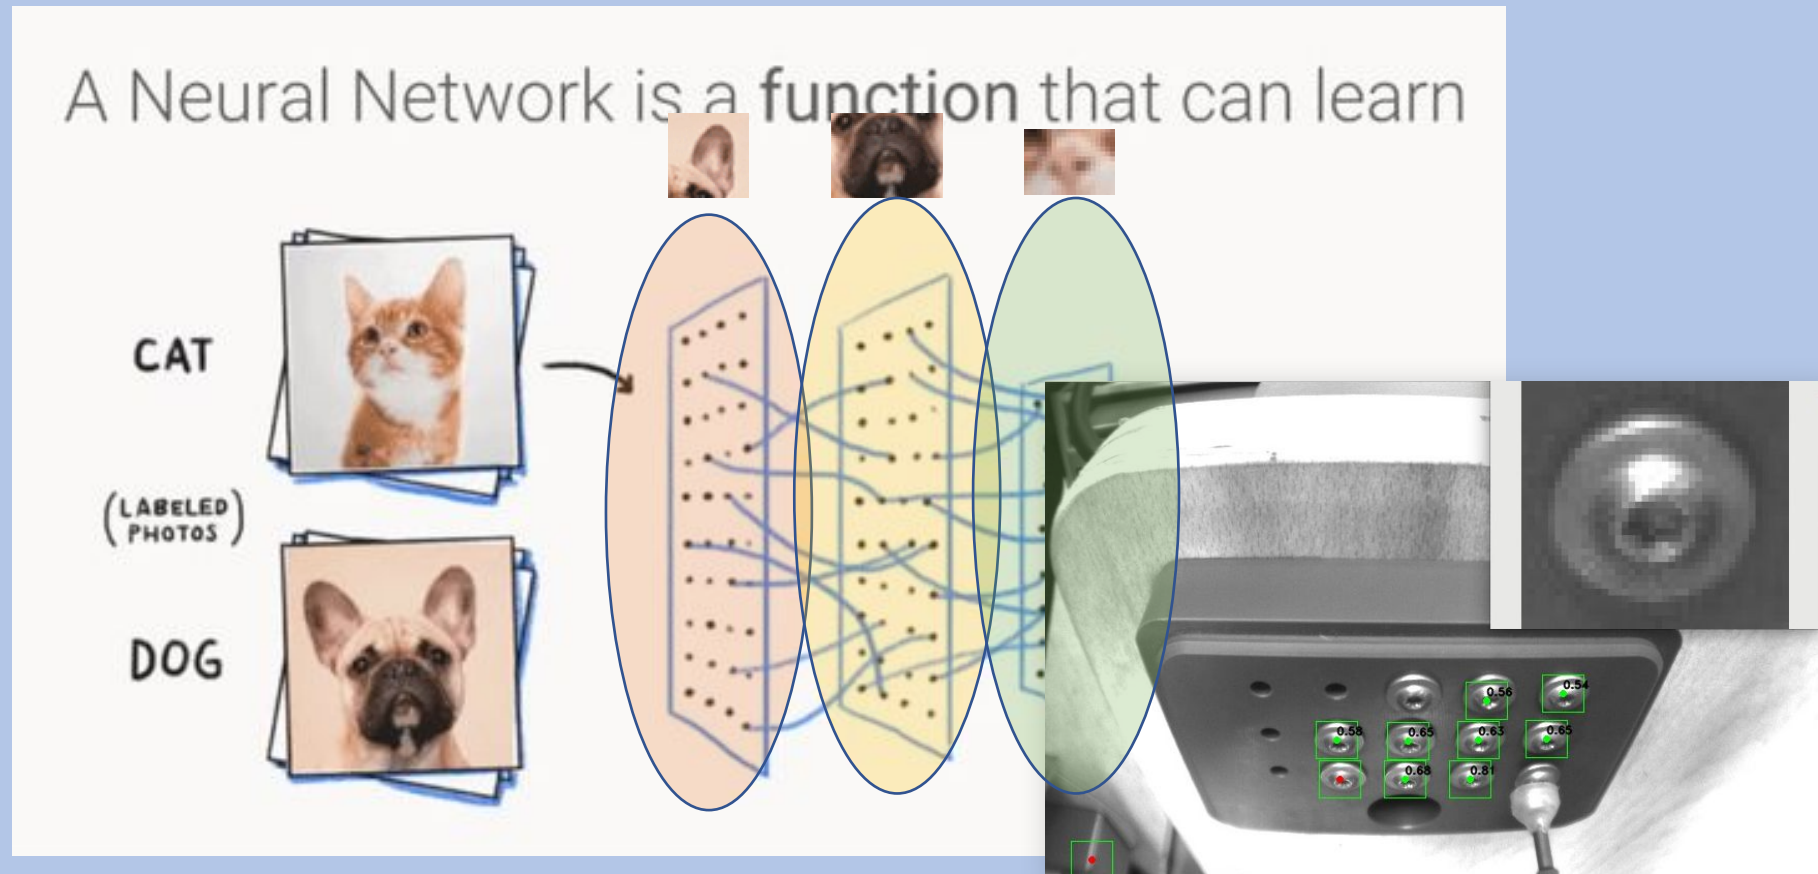 A Neural Network is a function that can learn
CAT
(LABELED
PHOTOS)
DOG
0.56
0.54
0.58
0.65
0.63
0.65
0.68
0.81